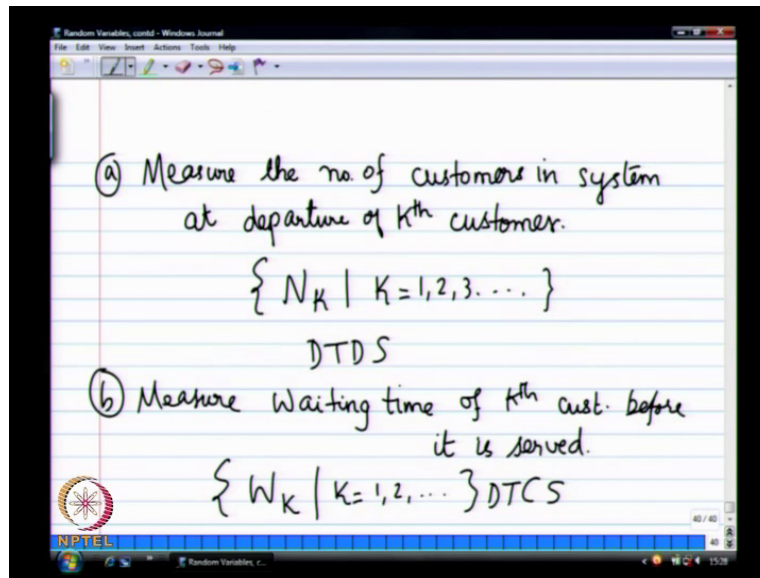 Random Variables, contd - Windows Journal
File Edit View Insert Actions Tools Help
(a) Measure the no. of customers in system
at departure of Kth customer.
{ NK | K = 1, 2, 3. ... }
DTDS
(b) Measure Waiting time of Kth cust. before
it is served.
{ WK | K = 1, 2, ... } DTCS
40 / 40
40
NPTEL
Random Variables, c...
15:28